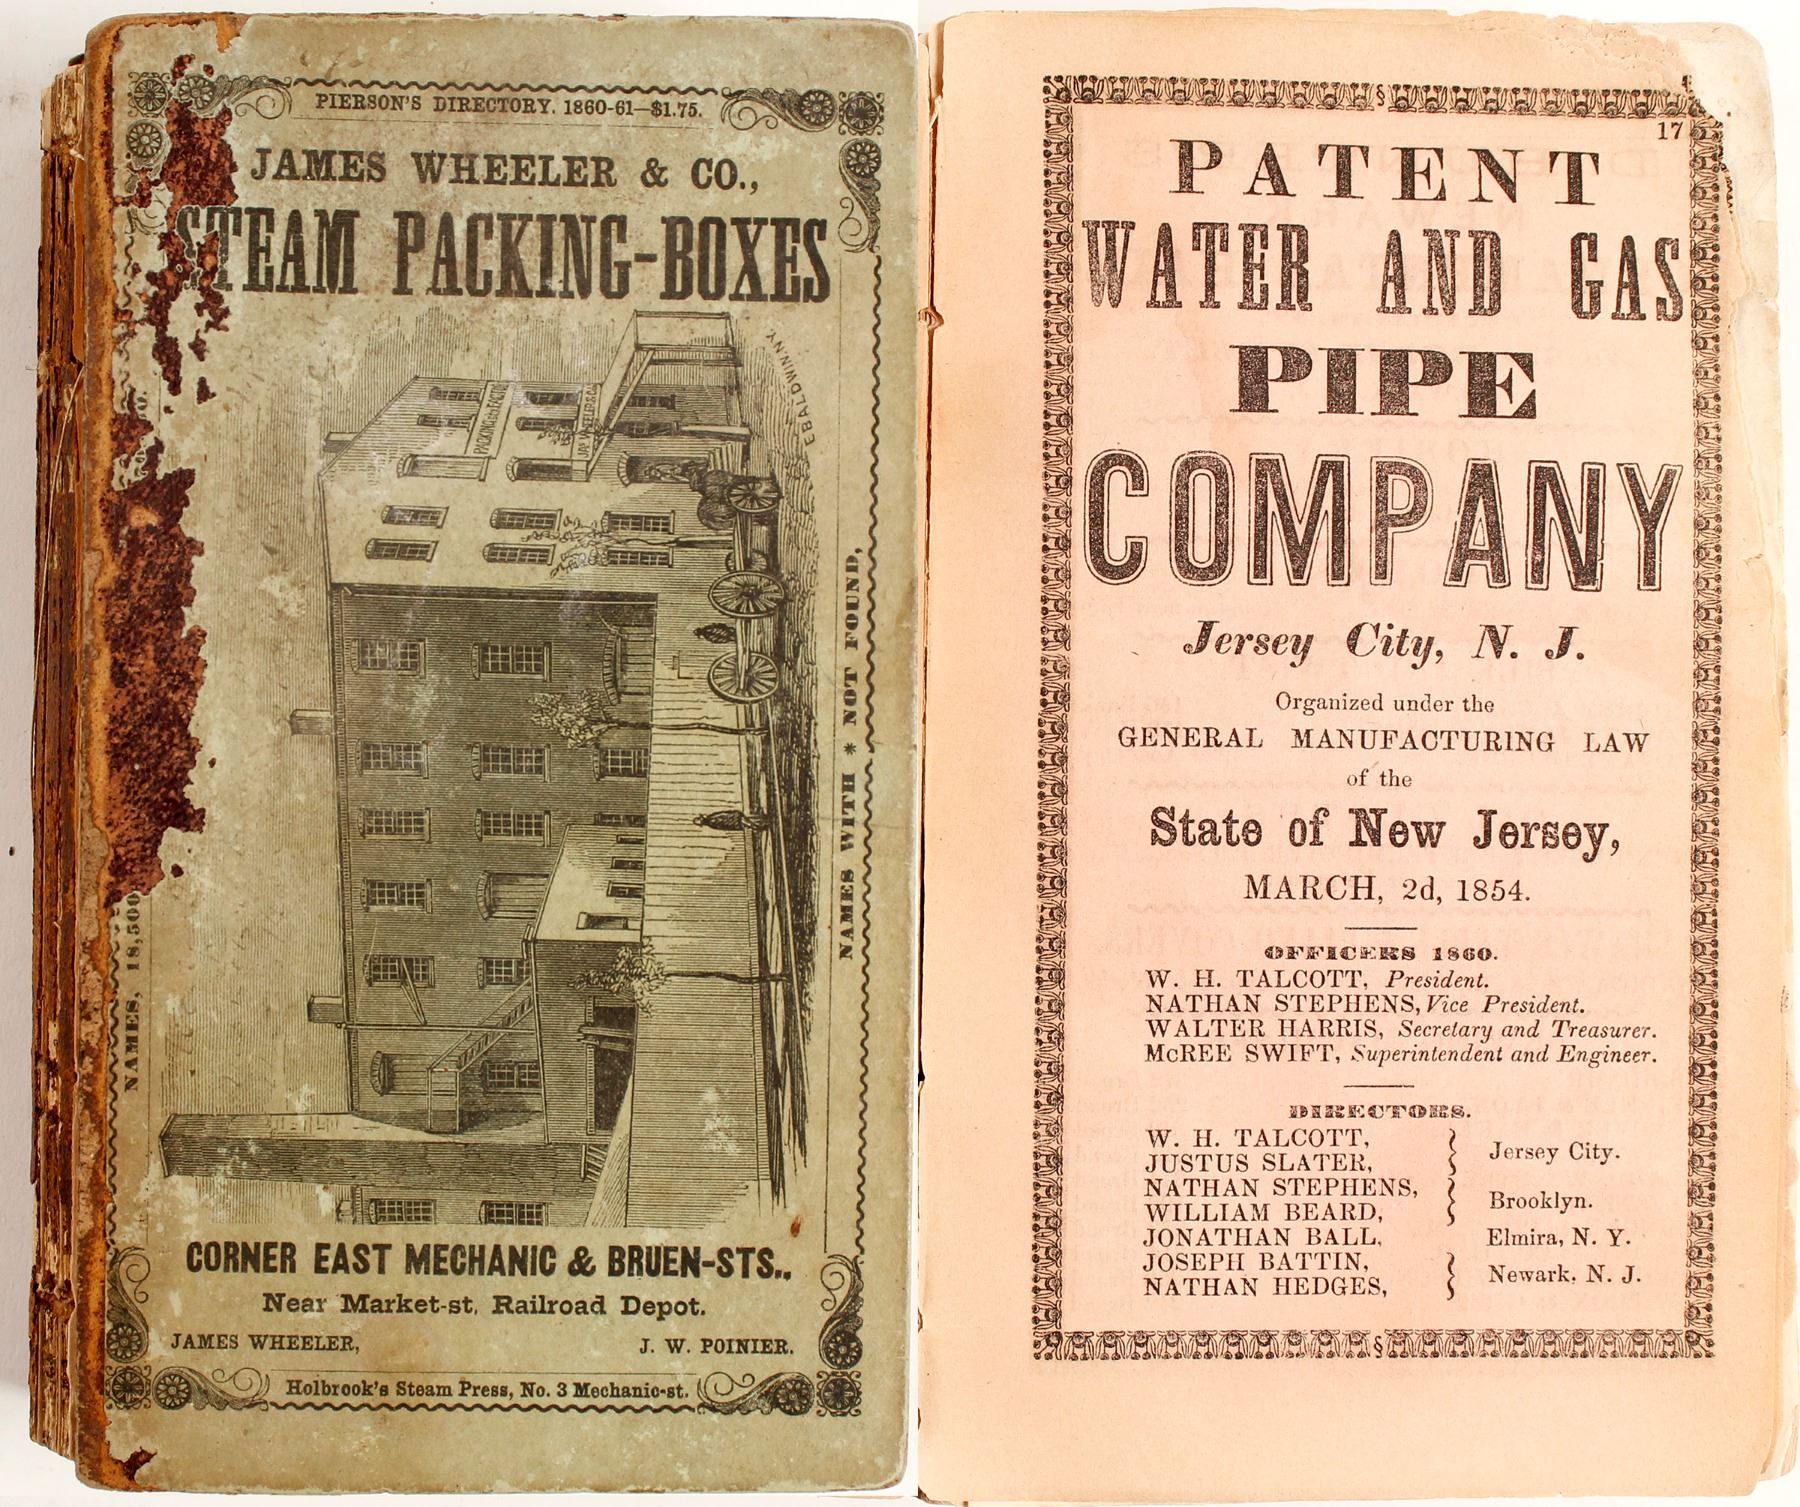 PIERSON'S DIRECTORY. 1860-61—$1.75.
JAMES WHEELER & CO.,
STEAM PACKING-BOXES
EBALDWIN.NY.
JAs WHEELER & Co.
NAMES, 18,500
NAMES WITH * NOT FOUND,
CORNER EAST MECHANIC & BRUEN-STS.,
Near Market-st. Railroad Depot.
JAMES WHEELER, J. W. POINIER.
Holbrook's Steam Press, No. 3 Mechanic-st.
17
PATENT
WATER AND GAS
PIPE
COMPANY
Jersey City, N. J.
Organized under the
GENERAL MANUFACTURING LAW
of the
State of New Jersey,
MARCH, 2d, 1854.
OFFICERS 1860.
W. H. TALCOTT, President.
NATHAN STEPHENS, Vice President.
WALTER HARRIS, Secretary and Treasurer.
McREE SWIFT, Superintendent and Engineer.
DIRECTORS.
W. H. TALCOTT,
JUSTUS SLATER,
Jersey City.
NATHAN STEPHENS,
WILLIAM BEARD,
Brooklyn.
JONATHAN BALL, Elmira, N. Y.
JOSEPH BATTIN,
NATHAN HEDGES,
Newark, N. J.